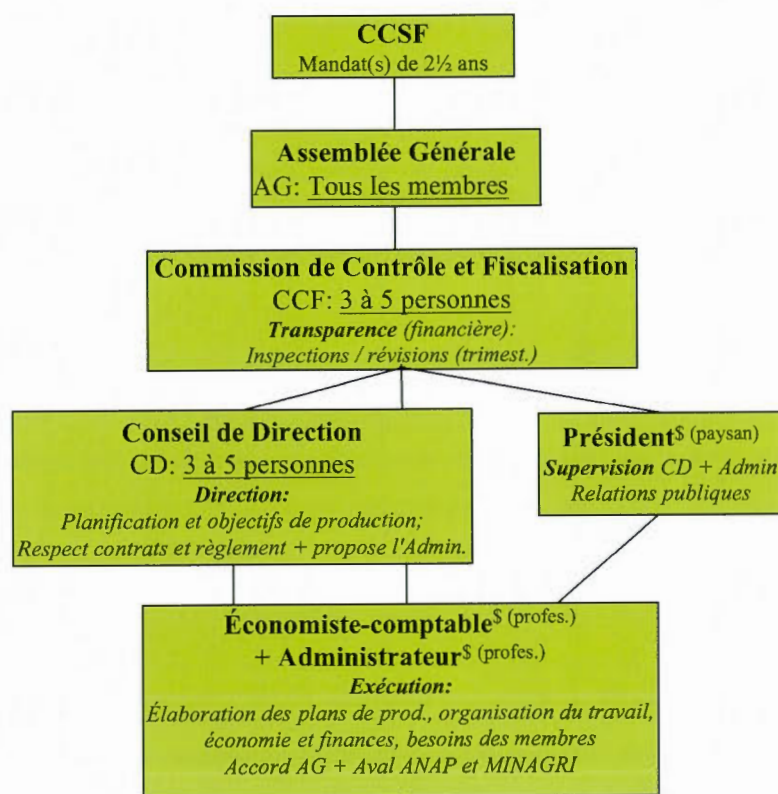 CCSF
Mandat(s) de 2½ ans
Assemblée Générale
AG: Tous les membres
Commission de Contrôle et Fiscalisation
CCF: 3 à 5 personnes
Transparence (financière):
Inspections / révisions (trimest.)
Conseil de Direction
CD: 3 à 5 personnes
Direction:
Planification et objectifs de production;
Respect contrats et règlement + propose l'Admin.
Président$ (paysan)
Supervision CD + Admin
Relations publiques
Économiste-comptable$ (profes.)
+ Administrateur$ (profes.)
Exécution:
Élaboration des plans de prod., organisation du travail,
économie et finances, besoins des membres
Accord AG + Aval ANAP et MINAGRI